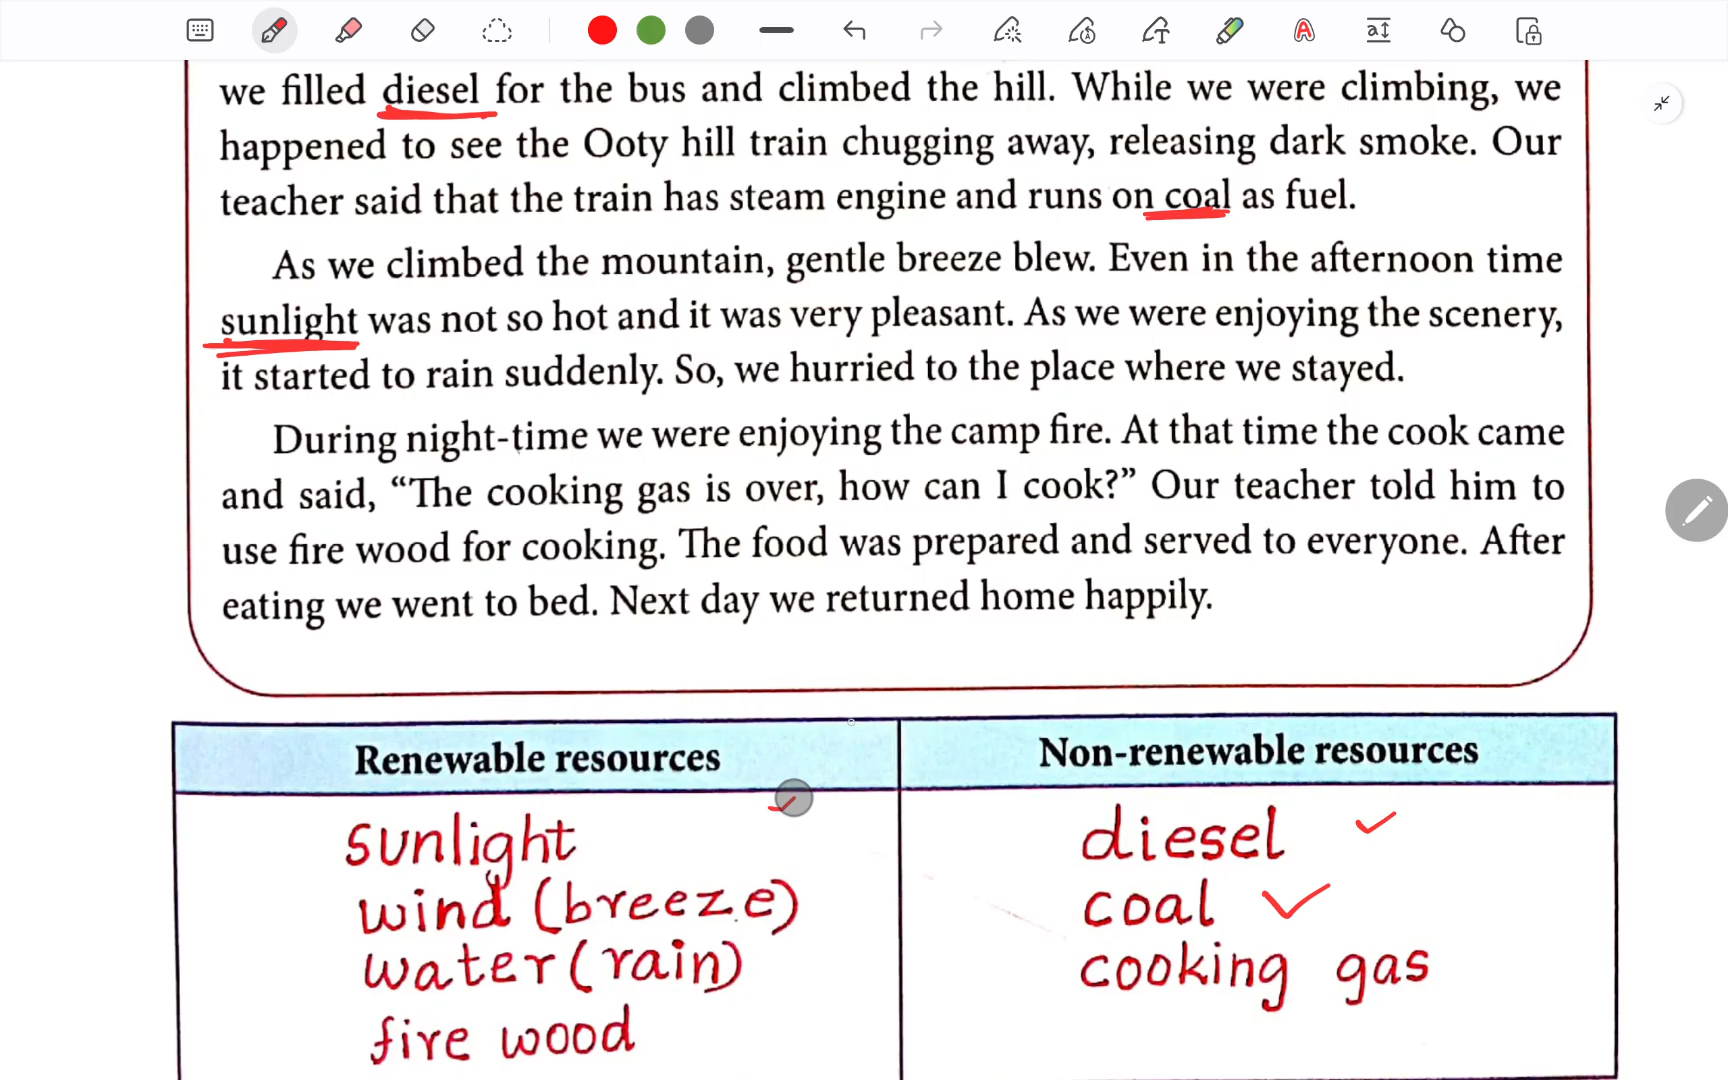 we filled diesel for the bus and climbed the hill. While we were climbing, we
happened to see the Ooty hill train chugging away, releasing dark smoke. Our
teacher said that the train has steam engine and runs on coal as fuel.
As we climbed the mountain, gentle breeze blew. Even in the afternoon time
sunlight was not so hot and it was very pleasant. As we were enjoying the scenery,
it started to rain suddenly. So, we hurried to the place where we stayed.
During night-time we were enjoying the camp fire. At that time the cook came
and said, “The cooking gas is over, how can I cook?” Our teacher told him to
use fire wood for cooking. The food was prepared and served to everyone. After
eating we went to bed. Next day we returned home happily.
Renewable resources
Non-renewable resources
sunlight
diesel
wind (breeze)
coal
water (rain)
cooking gas
fire wood